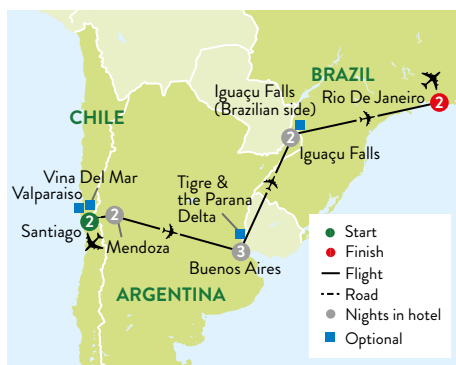 BRAZIL
Iguaçu Falls
(Brazilian side)
Rio De Janeiro
2
CHILE
2
Iguaçu Falls
Vina Del Mar
Valparaiso
Tigre &
the Parana
Delta
2
2
Santiago
Mendoza
3
Buenos Aires
ARGENTINA
Start
Finish
Flight
Road
Nights in hotel
Optional